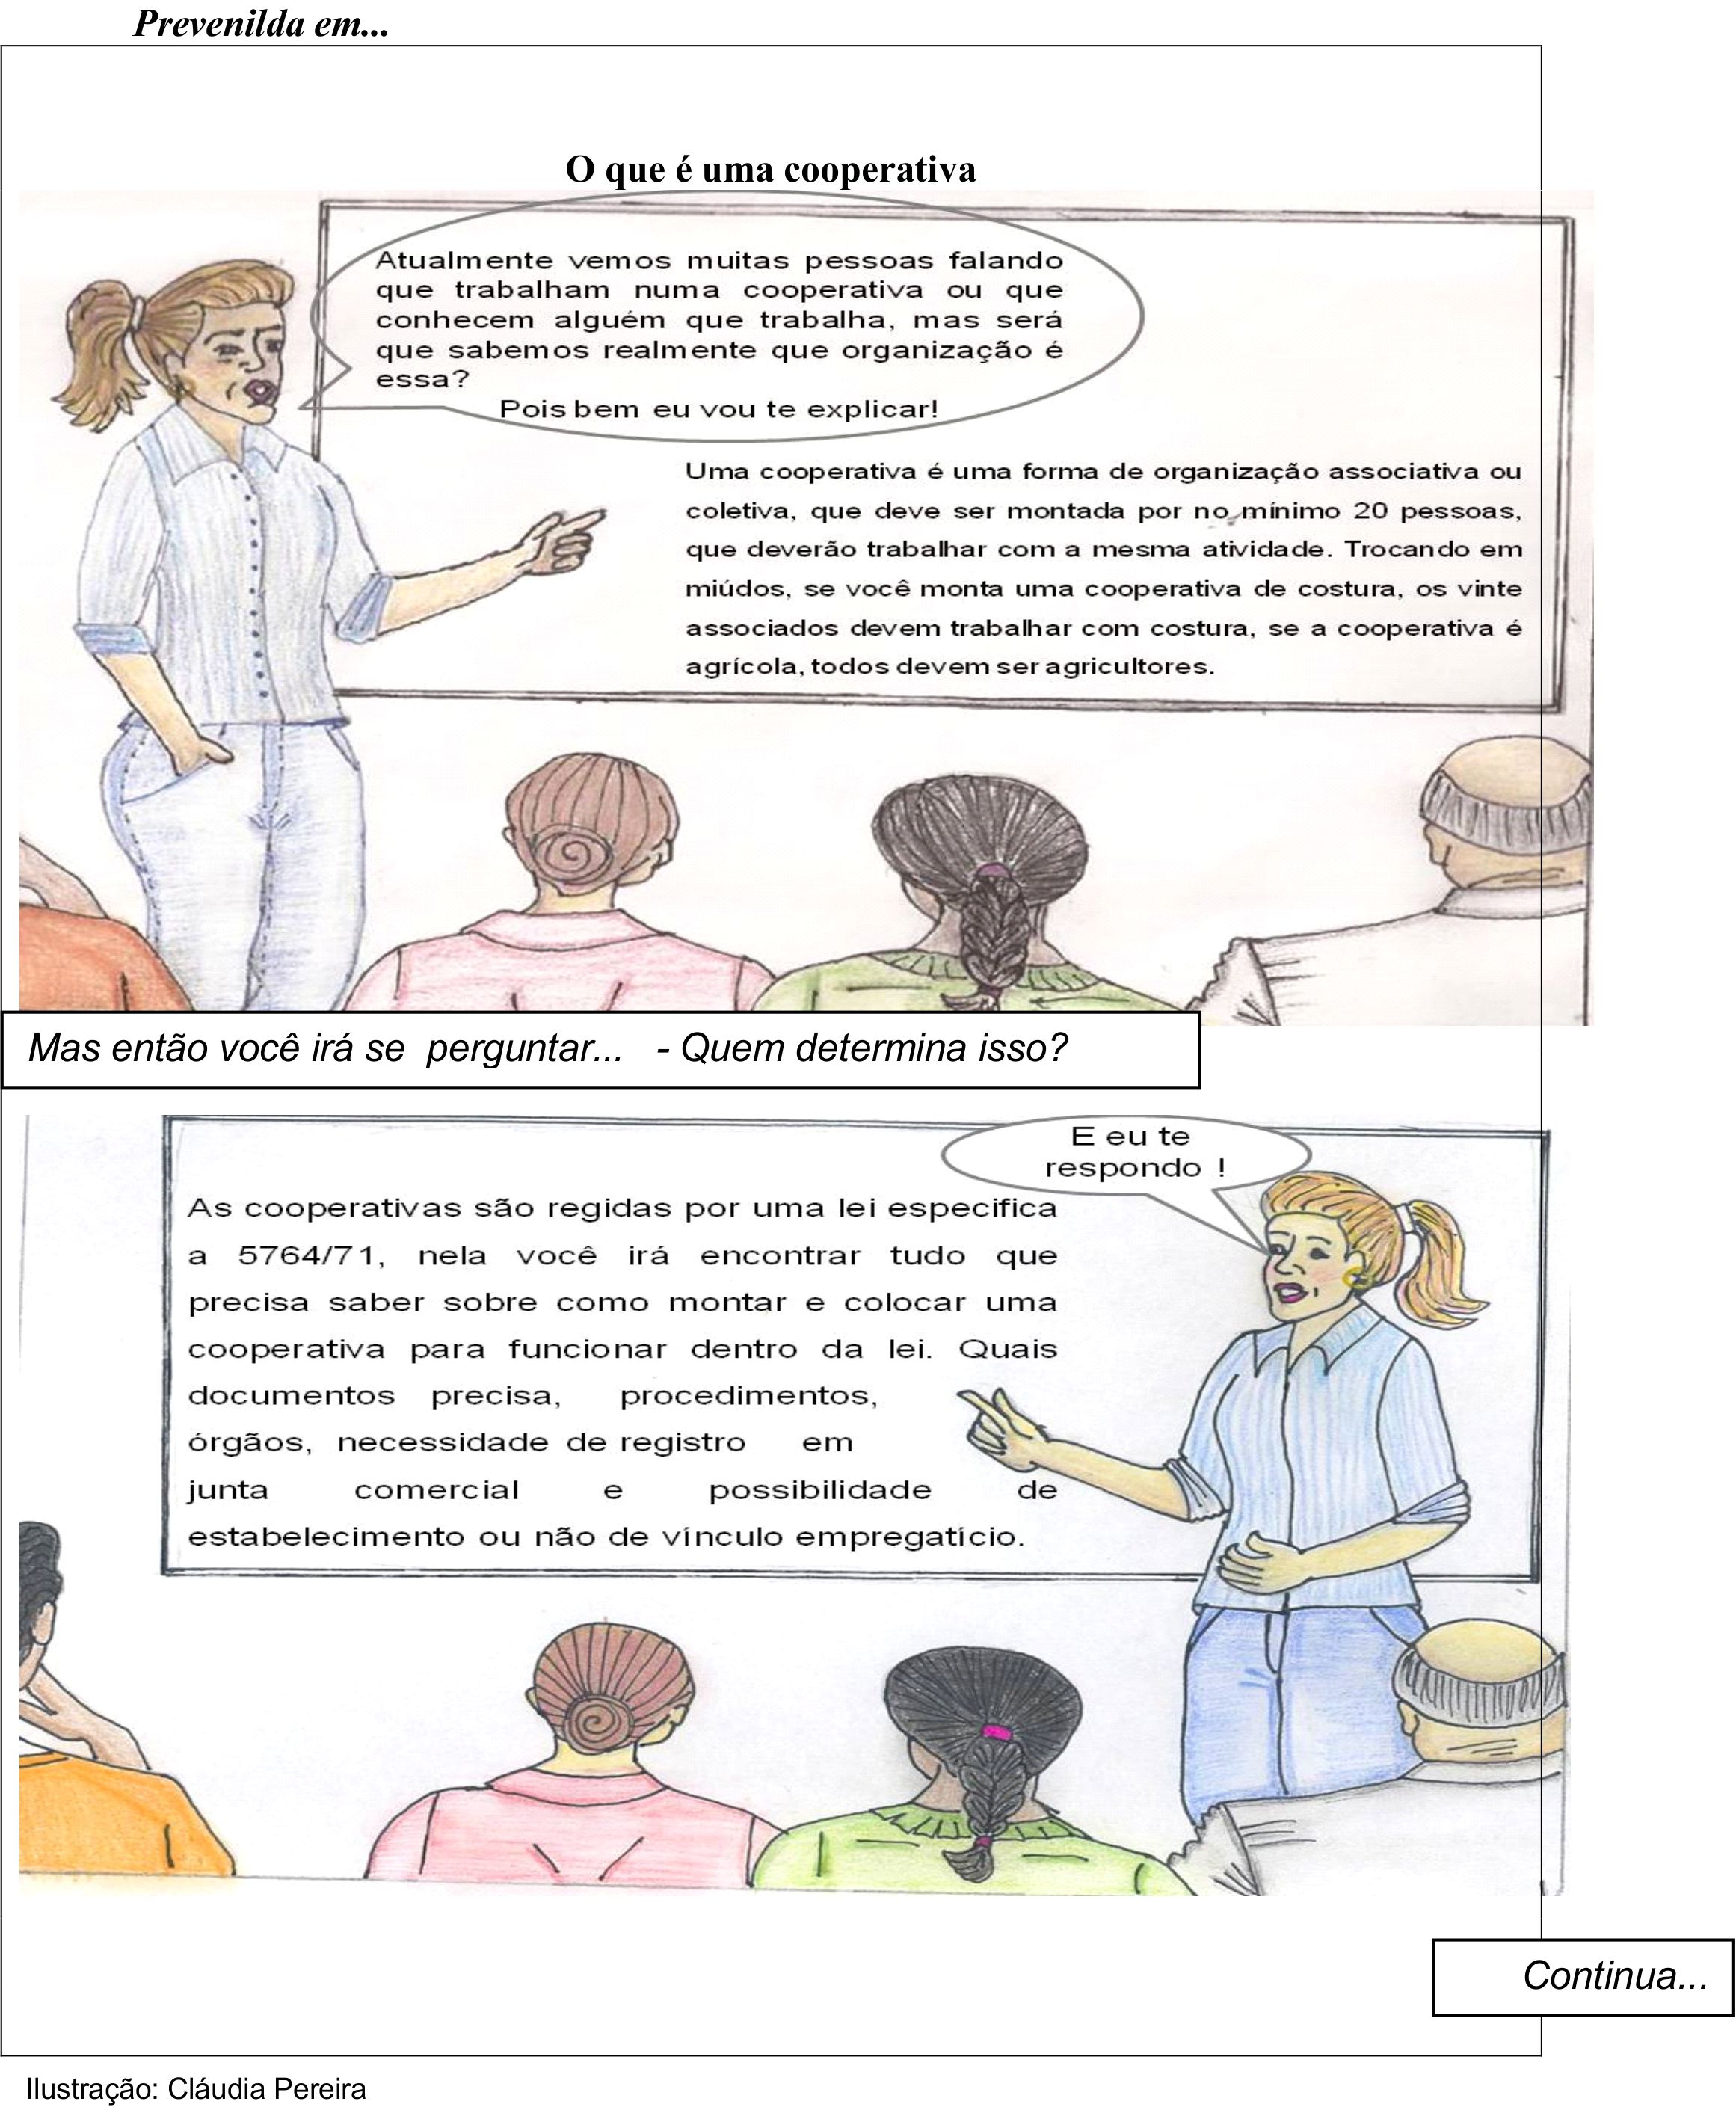 Prevenilda em...
O que é uma cooperativa
Atualmente vemos muitas pessoas falando
que trabalham numa cooperativa ou que
conhecem alguém que trabalha, mas será
que sabemos realmente que organização é
essa?
Pois bem eu vou te explicar!
Uma cooperativa é uma forma de organização associativa ou
coletiva, que deve ser montada por no mínimo 20 pessoas,
que deverão trabalhar com a mesma atividade. Trocando em
miúdos, se você monta uma cooperativa de costura, os vinte
associados devem trabalhar com costura, se a cooperativa é
agrícola, todos devem ser agricultores.
Mas então você irá se perguntar... - Quem determina isso?
E eu te
respondo !
As cooperativas são regidas por uma lei especifica
a 5764/71, nela você irá encontrar tudo que
precisa saber sobre como montar e colocar uma
cooperativa para funcionar dentro da lei. Quais
documentos precisa, procedimentos,
órgãos, necessidade de registro em
junta comercial e possibilidade de
estabelecimento ou não de vínculo empregatício.
Continua...
Ilustração: Cláudia Pereira